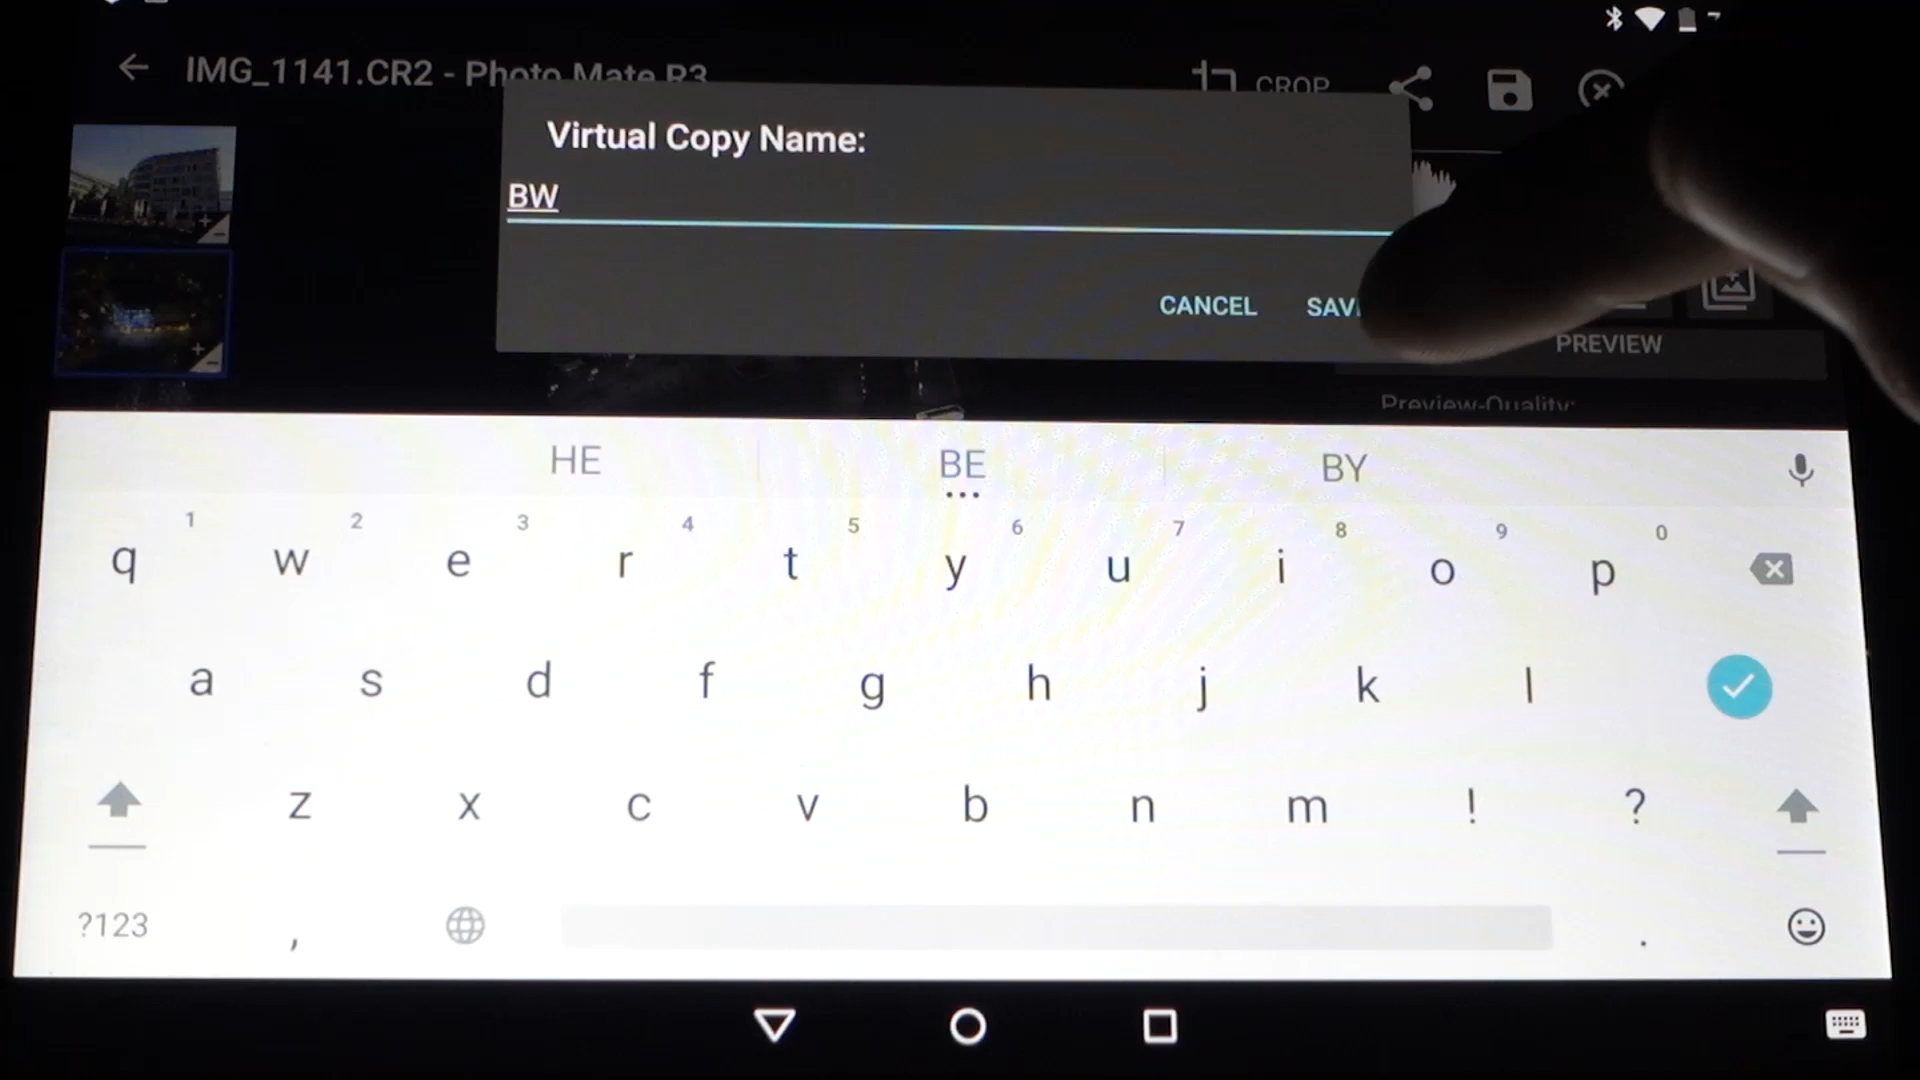 IMG_1141.CR2 - Photo Mate R3
CROP
Virtual Copy Name:
BW
CANCEL
SAV
PREVIEW
Preview-Quality:
HE BE BY
1 2 3 4 5 6 7 8 9 0
q w e r t y u i o p
a s d f g h j k l
z x c v b n m ! ?
?123 , .